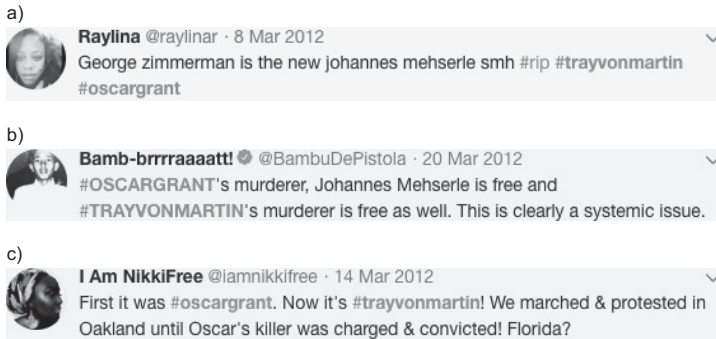 a)
Raylina @raylinar · 8 Mar 2012
George zimmerman is the new johannes mehserle smh #rip #trayvonmartin
#oscargrant
b)
Bamb-brrrraaaatt! @BambuDePistola · 20 Mar 2012
#OSCARGRANT's murderer, Johannes Mehserle is free and
#TRAYVONMARTIN's murderer is free as well. This is clearly a systemic issue.
c)
I Am NikkiFree @iamnikkifree · 14 Mar 2012
First it was #oscargrant. Now it's #trayvonmartin! We marched & protested in
Oakland until Oscar's killer was charged & convicted! Florida?